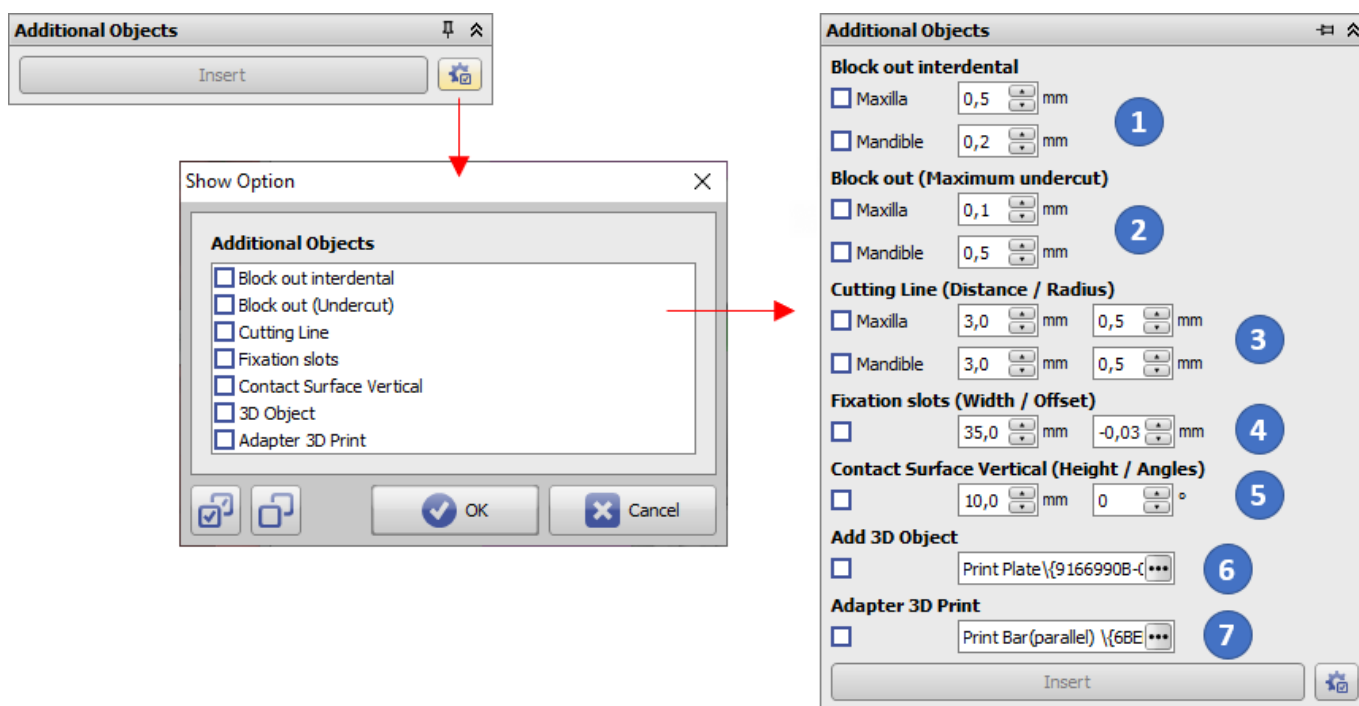 Additional Objects
Insert
Show Option
Additional Objects
Block out interdental
Block out (Undercut)
Cutting Line
Fixation slots
Contact Surface Vertical
3D Object
Adapter 3D Print
OK
Cancel
Additional Objects
Block out interdental
Maxilla 0,5 mm
Mandible 0,2 mm
1
Block out (Maximum undercut)
Maxilla 0,1 mm
Mandible 0,5 mm
2
Cutting Line (Distance / Radius)
Maxilla 3,0 mm 0,5 mm
Mandible 3,0 mm 0,5 mm
3
Fixation slots (Width / Offset)
35,0 mm -0,03 mm 4
Contact Surface Vertical (Height / Angles)
10,0 mm 0 ° 5
Add 3D Object
Print Plate\{9166990B-( 6
Adapter 3D Print
Print Bar(parallel) \{6BE 7
Insert